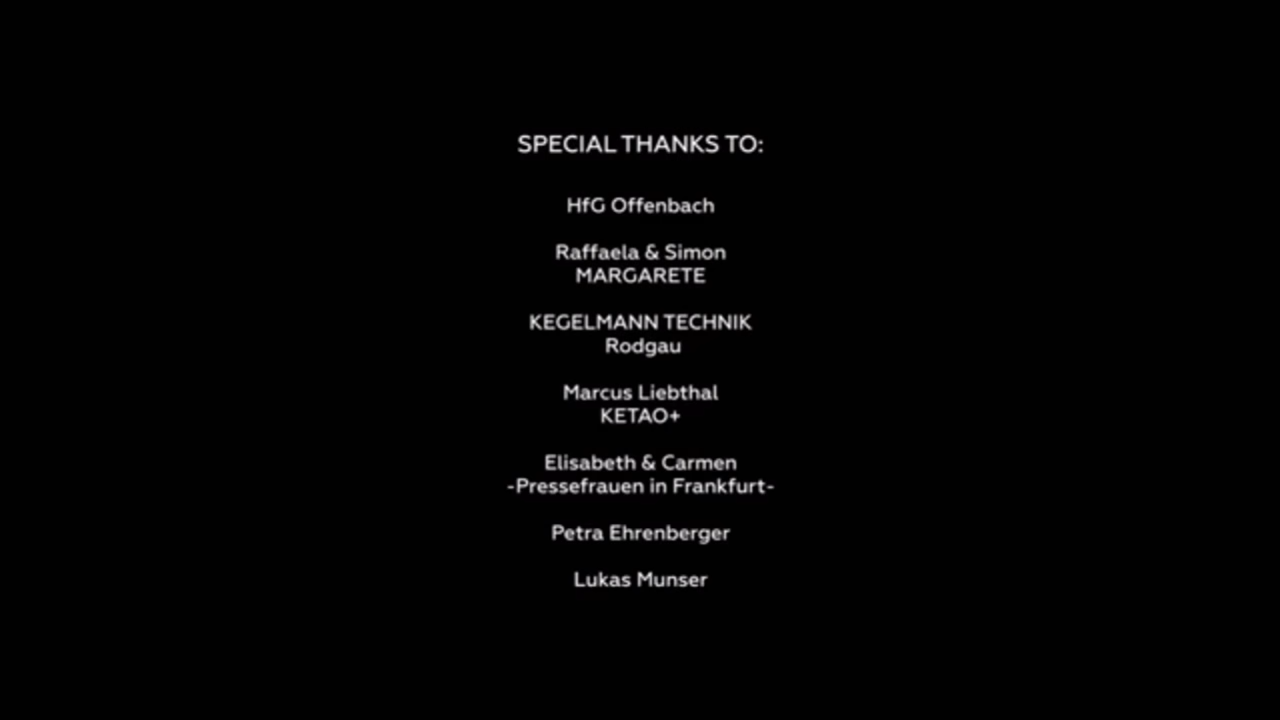 SPECIAL THANKS TO:
HfG Offenbach
Raffaela & Simon
MARGARETE
KEGELMANN TECHNIK
Rodgau
Marcus Liebthal
KETAO+
Elisabeth & Carmen
-Pressefrauen in Frankfurt-
Petra Ehrenberger
Lukas Munser